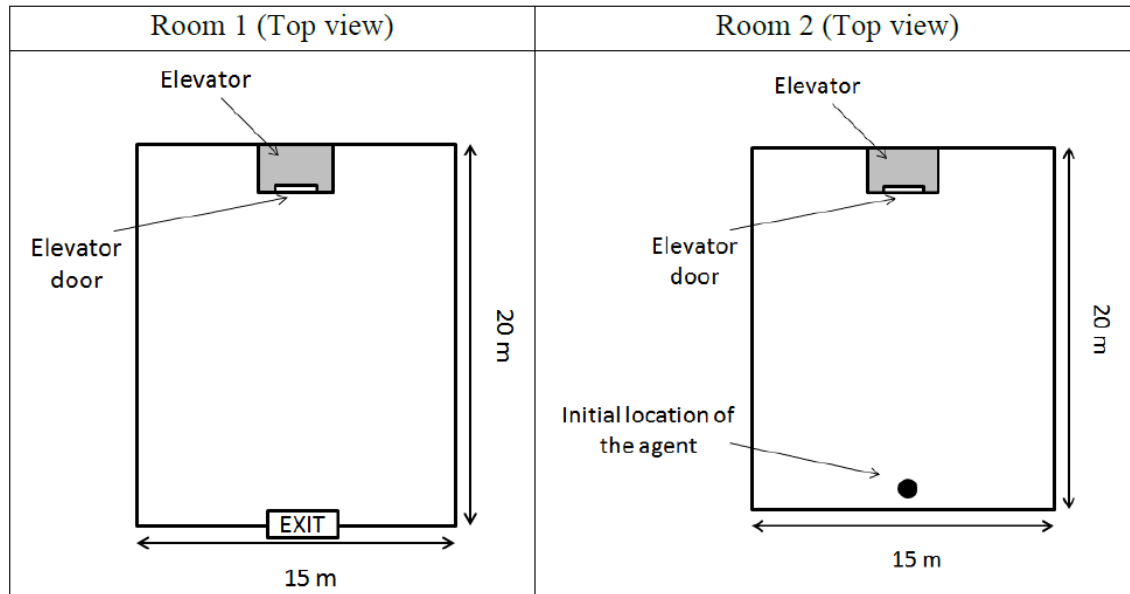 Room 1 (Top view)
Room 2 (Top view)
Elevator
Elevator
door
20 m
EXIT
15 m
Elevator
Elevator
door
20 m
Initial location of
the agent
15 m